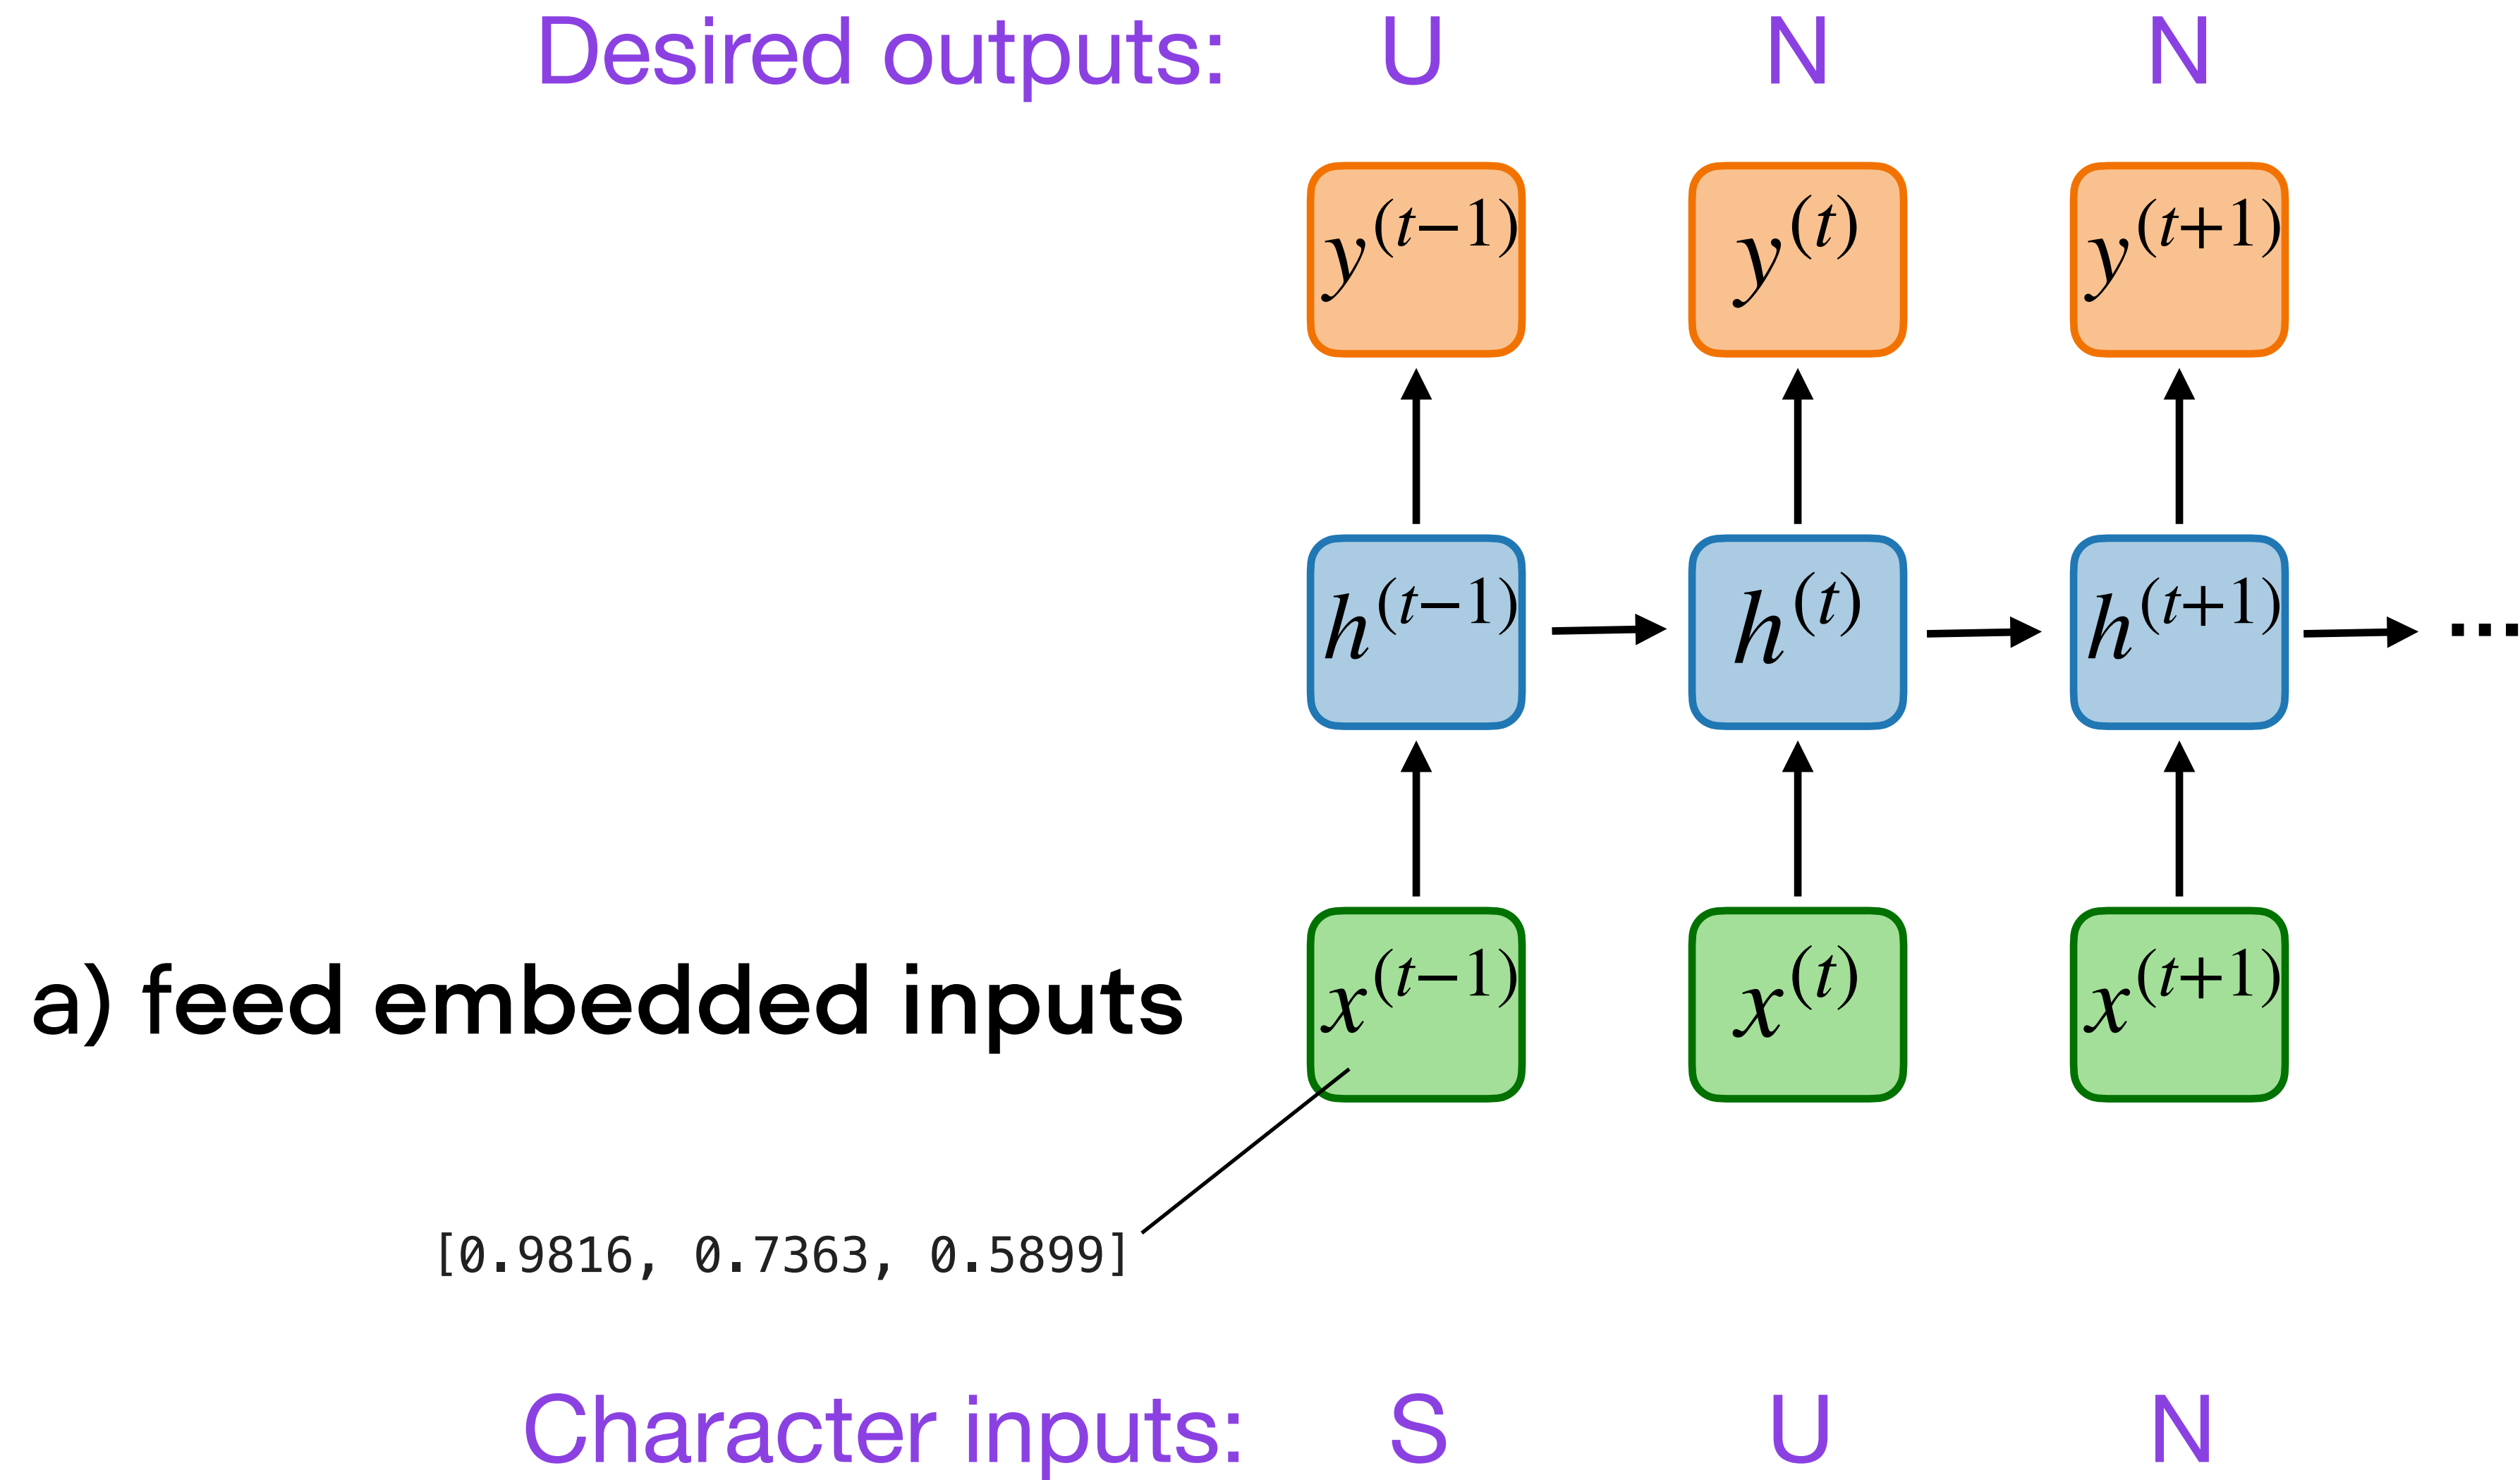 Desired outputs: U N N
y^(t−1) y^(t) y^(t+1)
h^(t−1) h^(t) h^(t+1) ...
a) feed embedded inputs x^(t−1) x^(t) x^(t+1)
[0.9816, 0.7363, 0.5899]
Character inputs: S U N